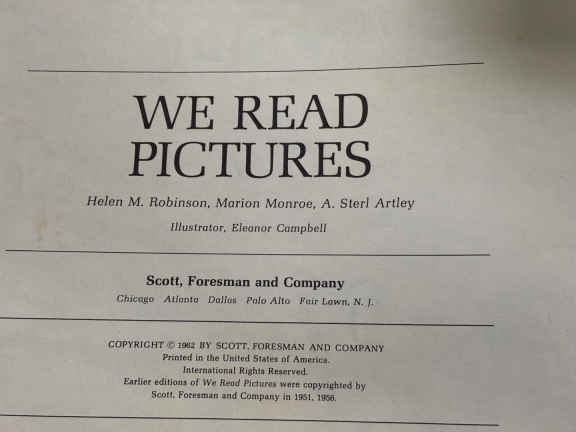 WE READ
PICTURES
Helen M. Robinson, Marion Monroe, A. Sterl Artley
Illustrator, Eleanor Campbell
Scott, Foresman and Company
Chicago Atlanta Dallas Palo Alto Fair Lawn, N. J.
COPYRIGHT © 1962 BY SCOTT, FORESMAN AND COMPANY
Printed in the United States of America.
International Rights Reserved.
Earlier editions of We Read Pictures were copyrighted by
Scott, Foresman and Company in 1951, 1956.